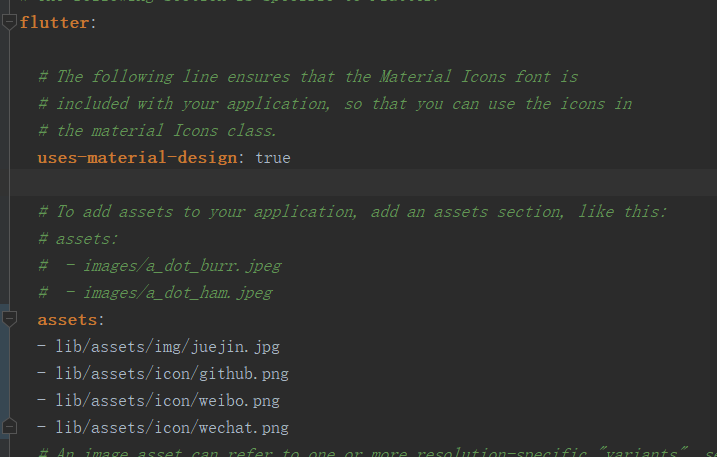 flutter:
# The following line ensures that the Material Icons font is
# included with your application, so that you can use the icons in
# the material Icons class.
uses-material-design: true
# To add assets to your application, add an assets section, like this:
# assets:
#  - images/a_dot_burr.jpeg
#  - images/a_dot_ham.jpeg
assets:
- lib/assets/img/juejin.jpg
- lib/assets/icon/github.png
- lib/assets/icon/weibo.png
- lib/assets/icon/wechat.png
# An image asset can refer to one or more resolution-specific "variants", se